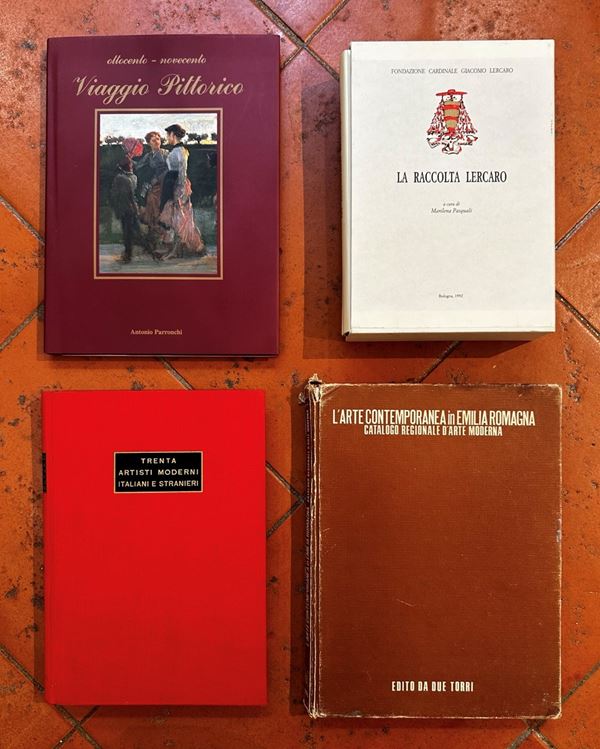 ottocento - novecento
Viaggio Pittorico
Antonio Parronchi
FONDAZIONE CARDINALE GIACOMO LERCARO
LA RACCOLTA LERCARO
a cura di
Marilena Pasquali
Bologna, 1992
TRENTA
ARTISTI MODERNI
ITALIANI E STRANIERI
L'ARTE CONTEMPORANEA in EMILIA ROMAGNA
CATALOGO REGIONALE D'ARTE MODERNA
EDITO DA DUE TORRI